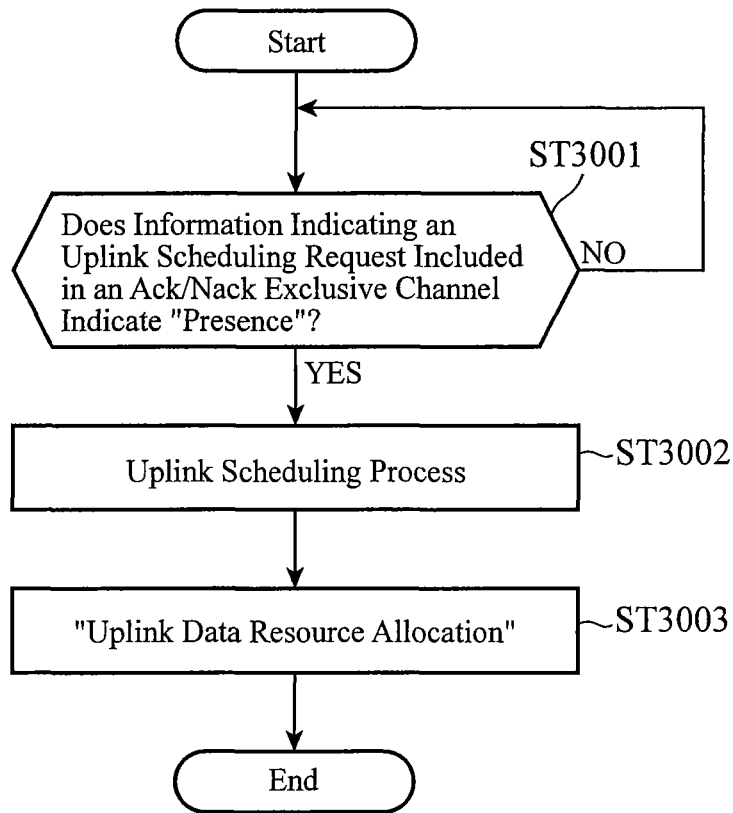 Start
ST3001
Does Information Indicating an
Uplink Scheduling Request Included
in an Ack/Nack Exclusive Channel
Indicate "Presence"?
NO
YES
Uplink Scheduling Process
ST3002
"Uplink Data Resource Allocation"
ST3003
End